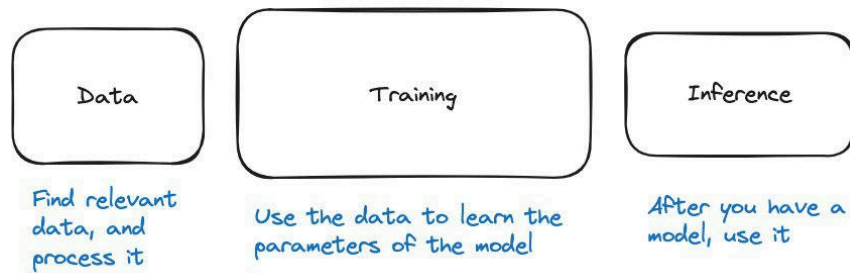 Data
Training
Inference
Find relevant
data, and
process it
Use the data to learn the
parameters of the model
After you have a
model, use it